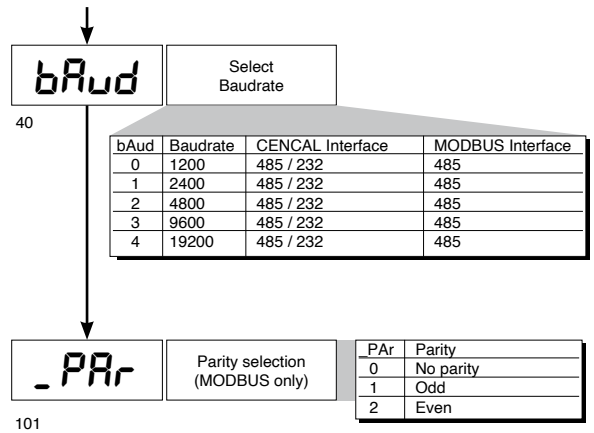 bAud
Select
Baudrate
40
bAud Baudrate CENCAL Interface MODBUS Interface
0 1200 485 / 232 485
1 2400 485 / 232 485
2 4800 485 / 232 485
3 9600 485 / 232 485
4 19200 485 / 232 485
_PAr
Parity selection
(MODBUS only)
101
_PAr Parity
0 No parity
1 Odd
2 Even